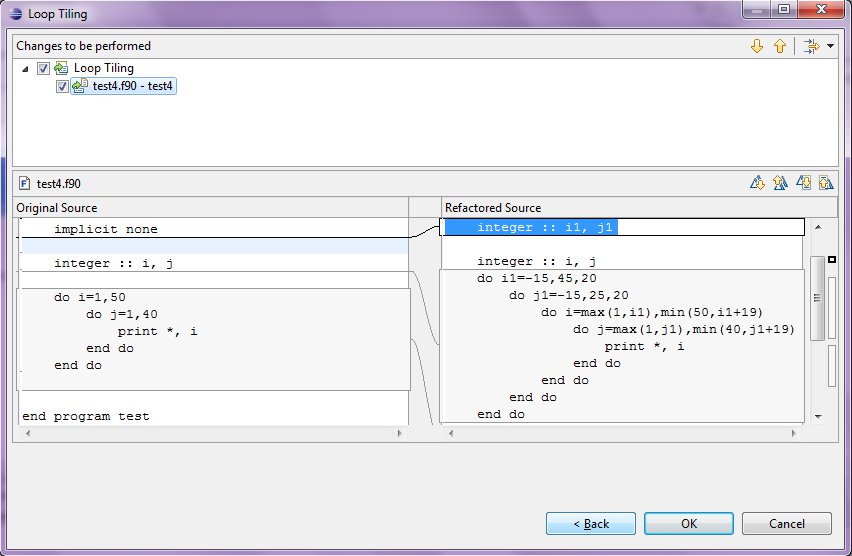 Loop Tiling
Changes to be performed
Loop Tiling
test4.f90 - test4
test4.f90
Original Source
implicit none
integer :: i, j
do i=1,50
do j=1,40
print *, i
end do
end do
end program test
Refactored Source
integer :: i1, j1
integer :: i, j
do i1=-15,45,20
do j1=-15,25,20
do i=max(1,i1),min(50,i1+19)
do j=max(1,j1),min(40,j1+19)
print *, i
end do
end do
end do
end do
< Back
OK
Cancel